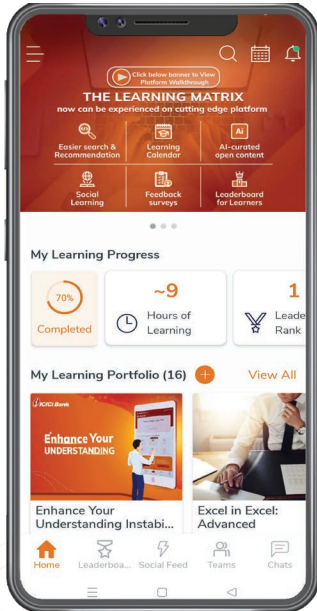 Click below banner to View
Platform Walkthrough
THE LEARNING MATRIX
now can be experienced on cutting edge platform
Easier search &
Recommendation
Learning
Calendar
Ai
AI-curated
open content
Social
Learning
Feedback
surveys
Leaderboard
for Learners
My Learning Progress
70%
Completed
~9
Hours of
Learning
1
Leade
Rank
My Learning Portfolio (16)
+
View All
ICICI Bank
Enhance Your
UNDERSTANDING
Enhance Your
Understanding Instabi...
Excel in Excel:
Advanced
Home
Leaderboa...
Social Feed
Teams
Chats